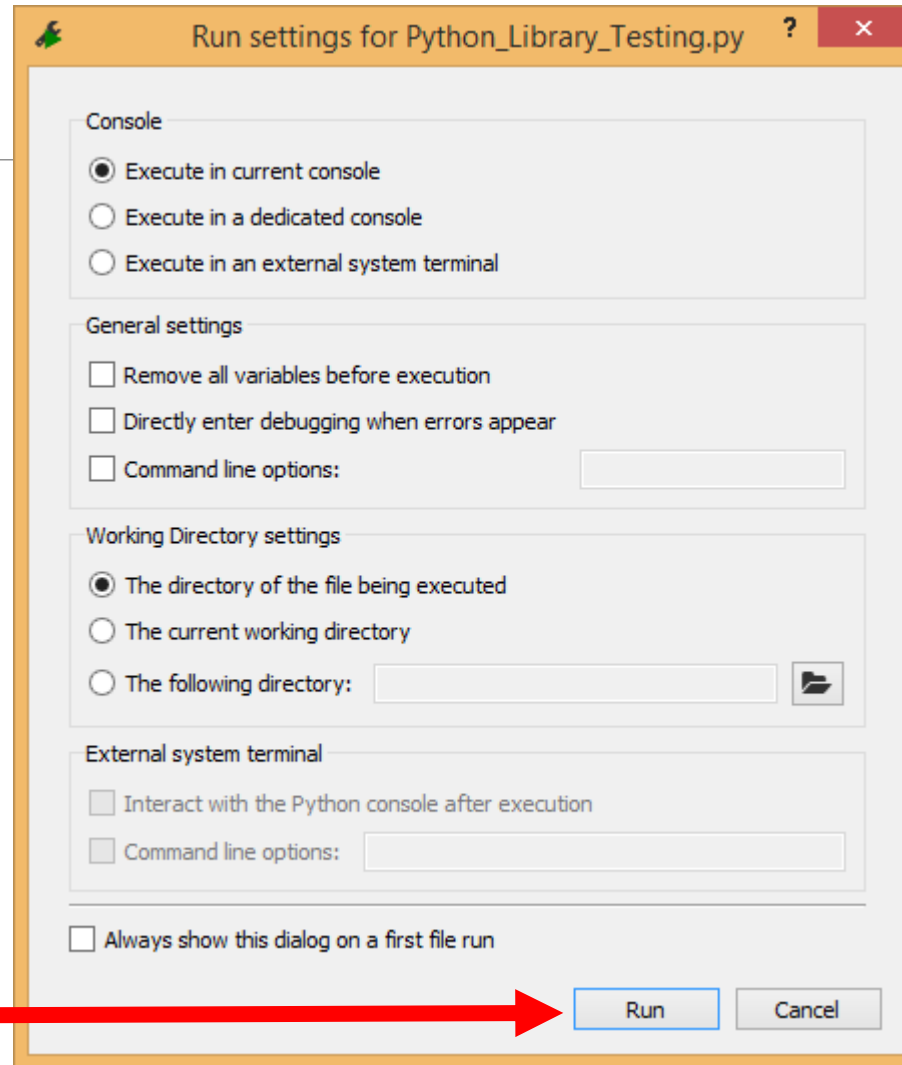 Run settings for Python_Library_Testing.py ?
Console
Execute in current console
Execute in a dedicated console
Execute in an external system terminal
General settings
Remove all variables before execution
Directly enter debugging when errors appear
Command line options:
Working Directory settings
The directory of the file being executed
The current working directory
The following directory:
External system terminal
Interact with the Python console after execution
Command line options:
Always show this dialog on a first file run
Run Cancel